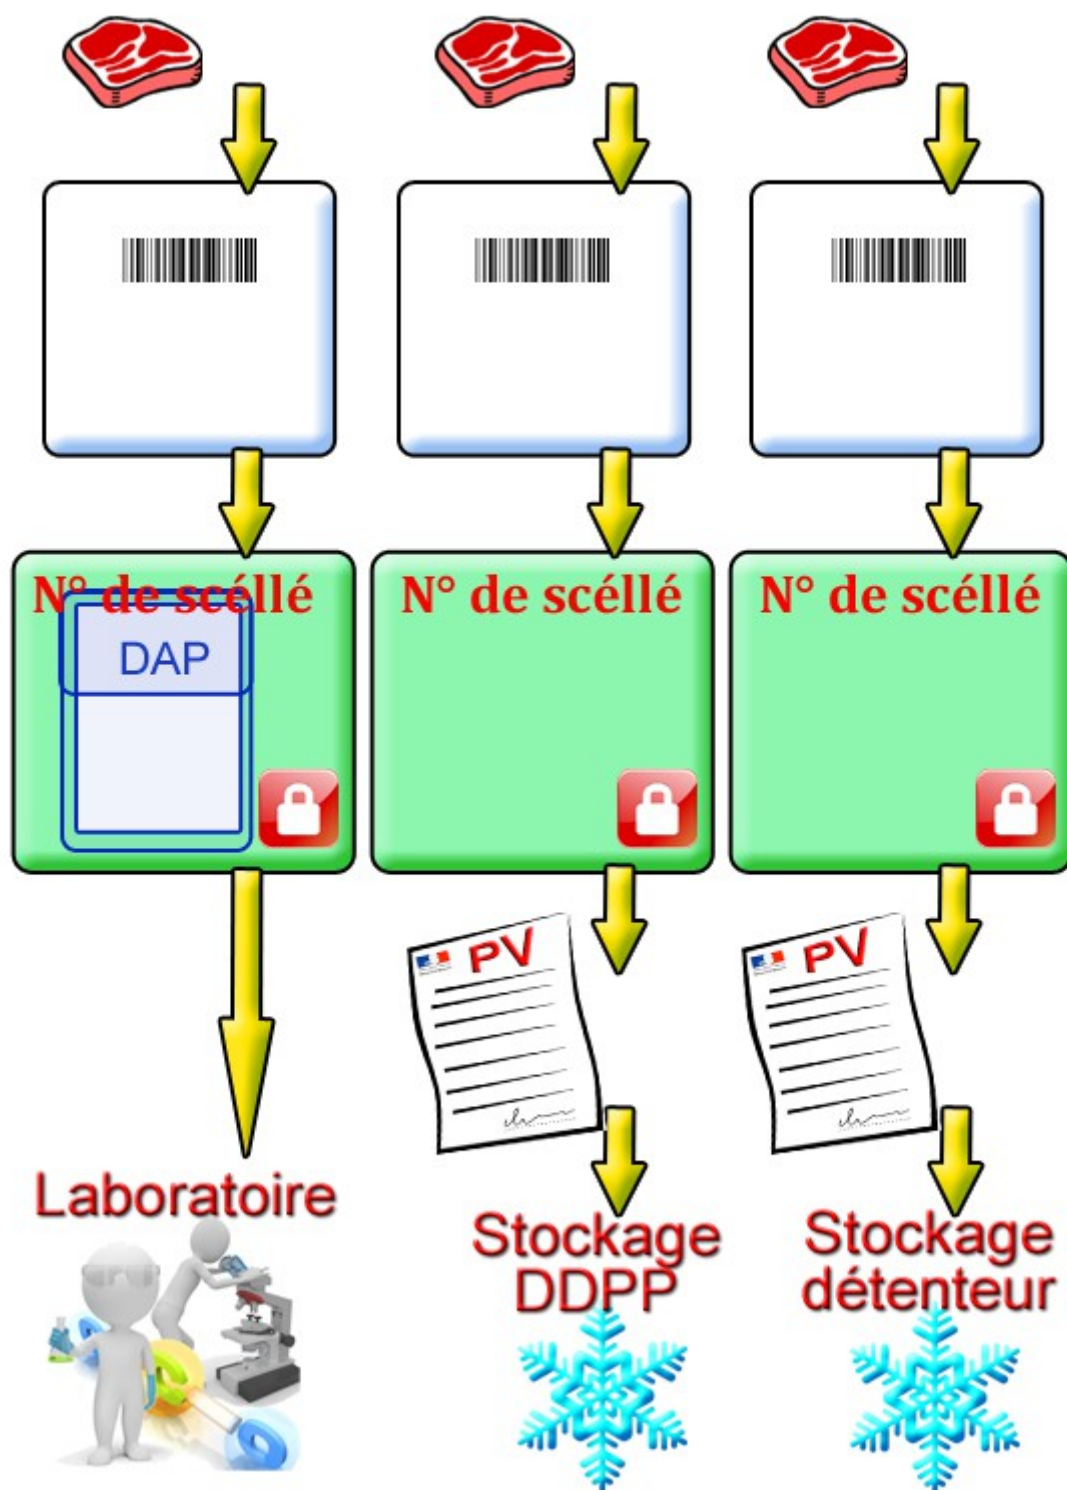 N° de scéllé
N° de scéllé
N° de scéllé
DAP
PV
PV
Laboratoire
Stockage
DDPP
Stockage
détenteur